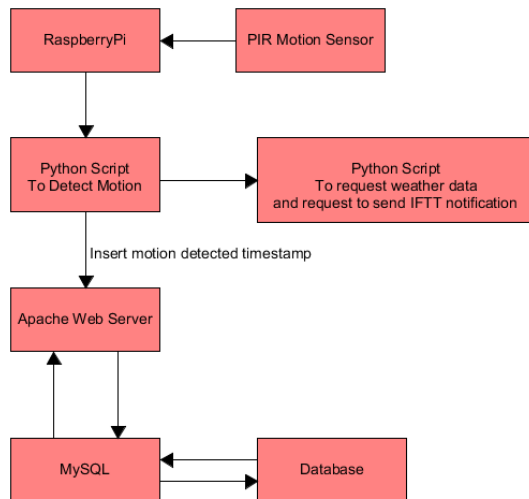 RaspberryPi
PIR Motion Sensor
Python Script
To Detect Motion
Python Script
To request weather data
and request to send IFTT notification
Insert motion detected timestamp
Apache Web Server
MySQL
Database